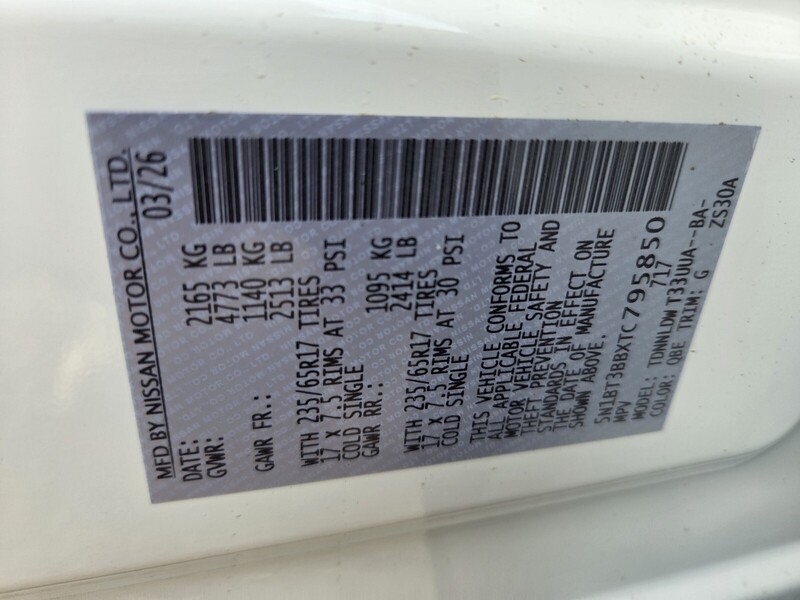 MFD BY NISSAN MOTOR CO., LTD.
DATE: 03/26
GVWR: 2165 KG
4773 LB
GAWR FR.: 1140 KG
2513 LB
WITH 235/65R17 TIRES
17 X 7.5 RIMS AT 33 PSI
COLD SINGLE
GAWR RR.: 1095 KG
2414 LB
WITH 235/65R17 TIRES
17 X 7.5 RIMS AT 30 PSI
COLD SINGLE
THIS VEHICLE CONFORMS TO
ALL APPLICABLE FEDERAL
MOTOR VEHICLE SAFETY AND
THEFT PREVENTION
STANDARDS IN EFFECT ON
THE DATE OF MANUFACTURE
SHOWN ABOVE.
5N1BT3BBXTC795850
MPV 717
MODEL: TDNNLDWT33UUA--BA-
COLOR: QBE TRIM: G ZS30A